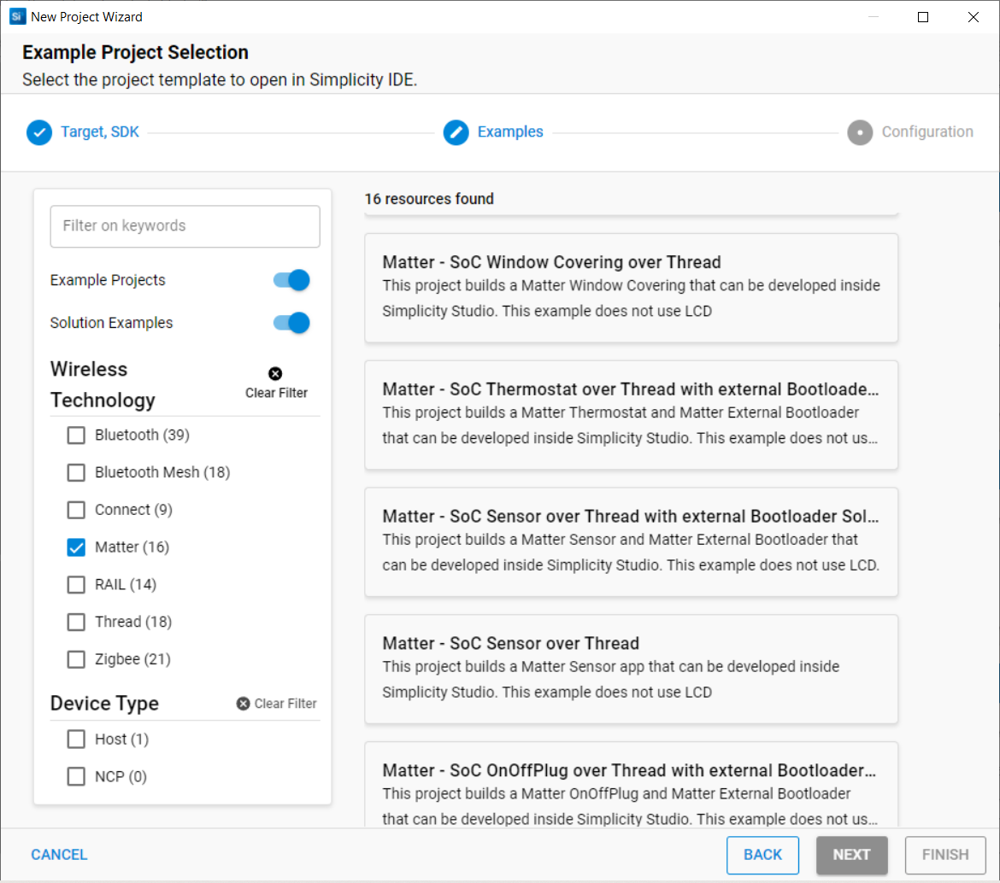 Si
New Project Wizard
Example Project Selection
Select the project template to open in Simplicity IDE.
Target, SDK
Examples
Configuration
Filter on keywords
Example Projects
Solution Examples
Wireless
Technology
Clear Filter
Bluetooth (39)
Bluetooth Mesh (18)
Connect (9)
Matter (16)
RAIL (14)
Thread (18)
Zigbee (21)
Device Type
Clear Filter
Host (1)
NCP (0)
16 resources found
Matter - SoC Window Covering over Thread
This project builds a Matter Window Covering that can be developed inside
Simplicity Studio. This example does not use LCD
Matter - SoC Thermostat over Thread with external Bootloade...
This project builds a Matter Thermostat and Matter External Bootloader
that can be developed inside Simplicity Studio. This example does not us...
Matter - SoC Sensor over Thread with external Bootloader Sol...
This project builds a Matter Sensor and Matter External Bootloader that
can be developed inside Simplicity Studio. This example does not use LCD.
Matter - SoC Sensor over Thread
This project builds a Matter Sensor app that can be developed inside
Simplicity Studio. This example does not use LCD
Matter - SoC OnOffPlug over Thread with external Bootloader...
This project builds a Matter OnOffPlug and Matter External Bootloader
that can be developed inside Simplicity Studio. This example does not us...
CANCEL
BACK
NEXT
FINISH